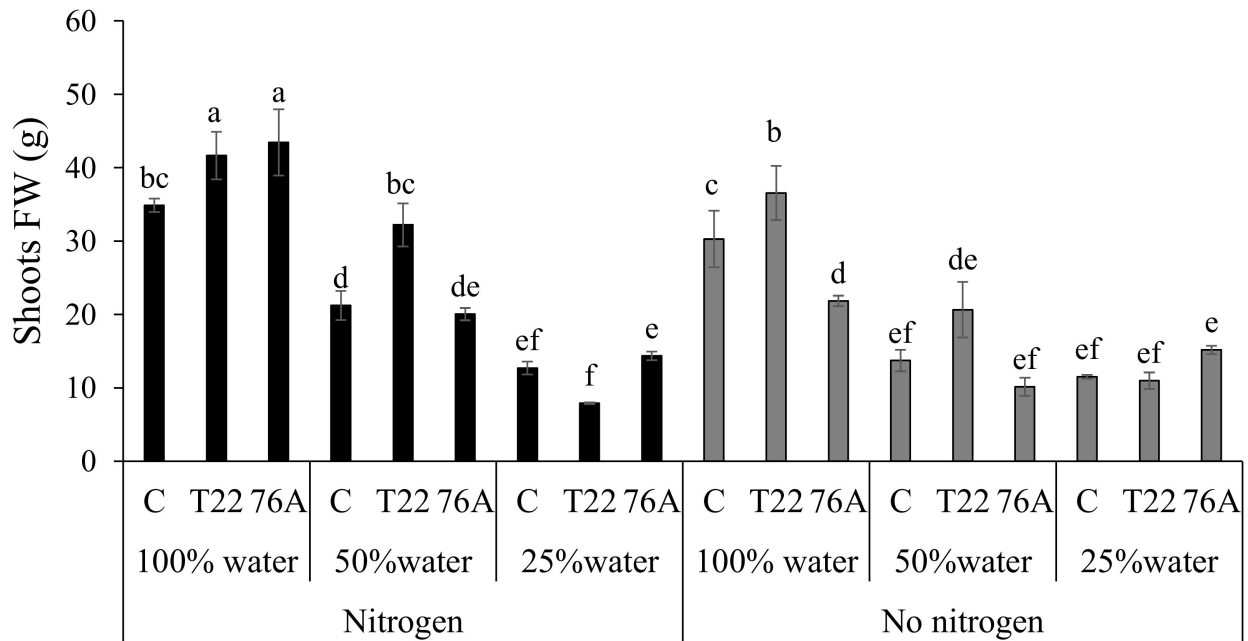 Shoots FW (g)
60
50
40
30
20
10
0
bc
a
a
d
bc
de
ef
f
e
c
b
d
ef
de
ef
ef
ef
e
C T22 76A C T22 76A C T22 76A C T22 76A C T22 76A C T22 76A
100% water 50%water 25%water 100% water 50%water 25%water
Nitrogen No nitrogen